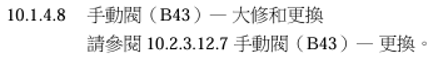 10.1.4.8 手動閥（B43）— 大修和更換
請參閱 10.2.3.12.7 手動閥（B43）— 更換。